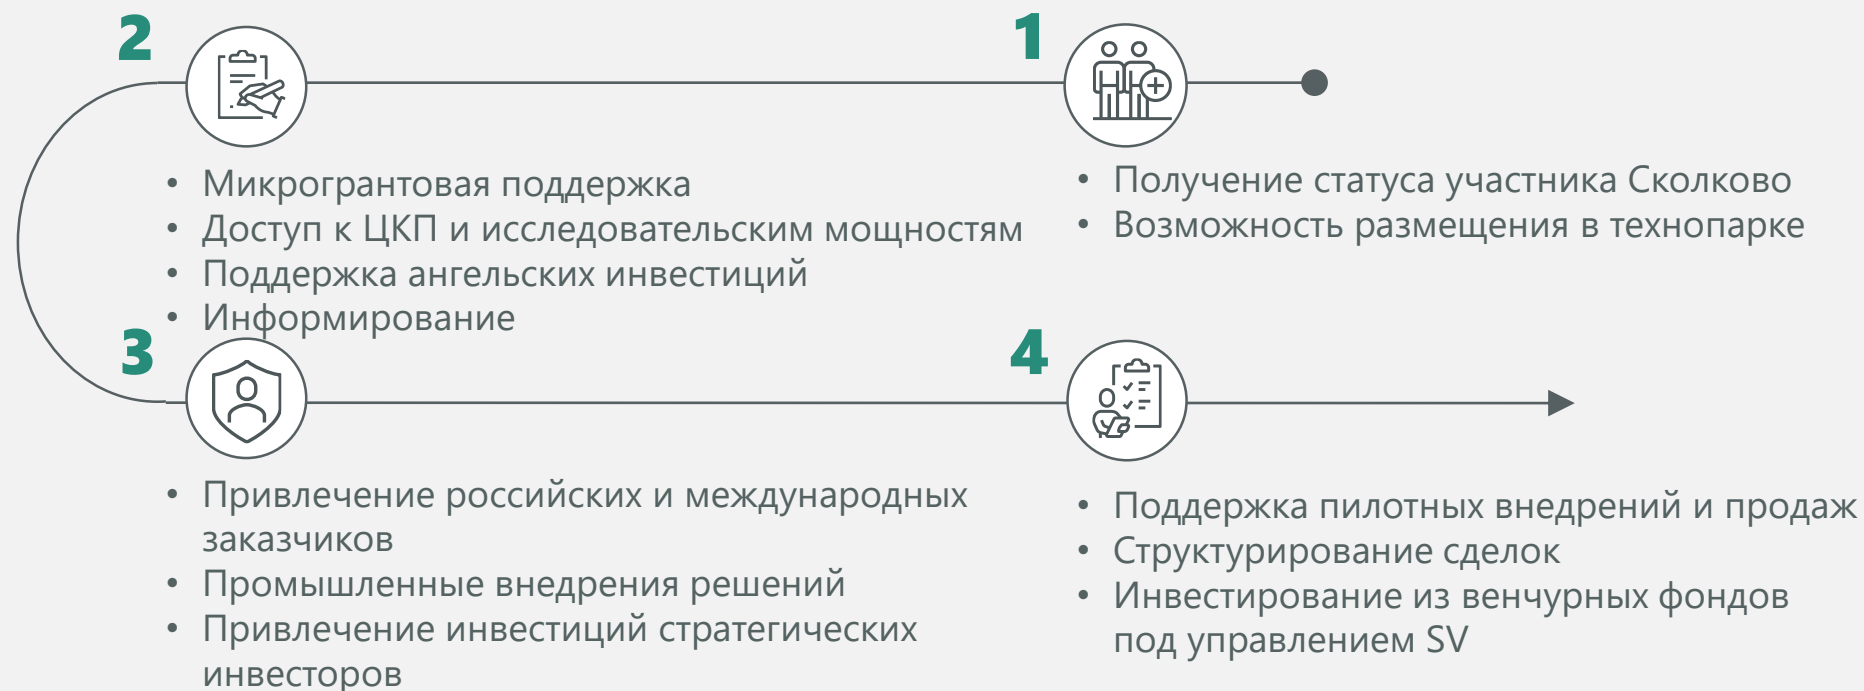 1
• Получение статуса участника Сколково
• Возможность размещения в технопарке
2
• Микрогрантовая поддержка
• Доступ к ЦКП и исследовательским мощностям
• Поддержка ангельских инвестиций
• Информирование
3
• Привлечение российских и международных
заказчиков
• Промышленные внедрения решений
• Привлечение инвестиций стратегических
инвесторов
4
• Поддержка пилотных внедрений и продаж
• Структурирование сделок
• Инвестирование из венчурных фондов
под управлением SV